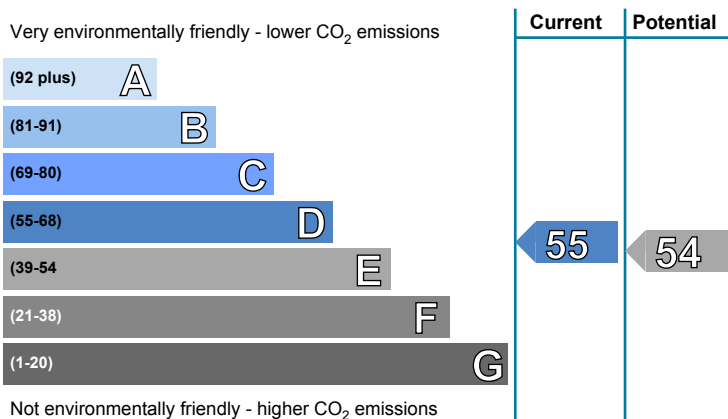 Very environmentally friendly - lower CO2 emissions
Current
Potential
(92 plus) A
(81-91) B
(69-80) C
(55-68) D
(39-54 E
(21-38) F
(1-20) G
55
54
Not environmentally friendly - higher CO2 emissions